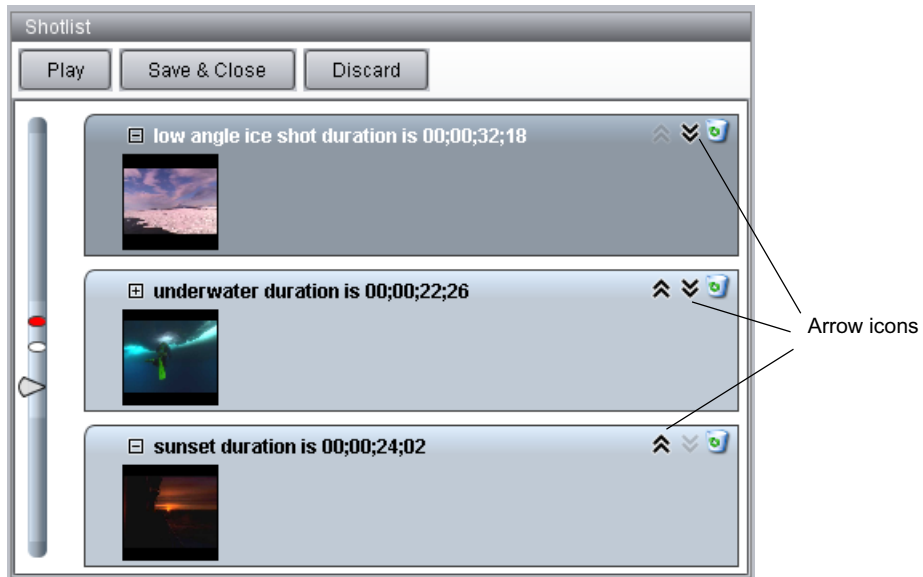 Shotlist
Play Save & Close Discard
low angle ice shot duration is 00;00;32;18
underwater duration is 00;00;22;26
Arrow icons
sunset duration is 00;00;24;02